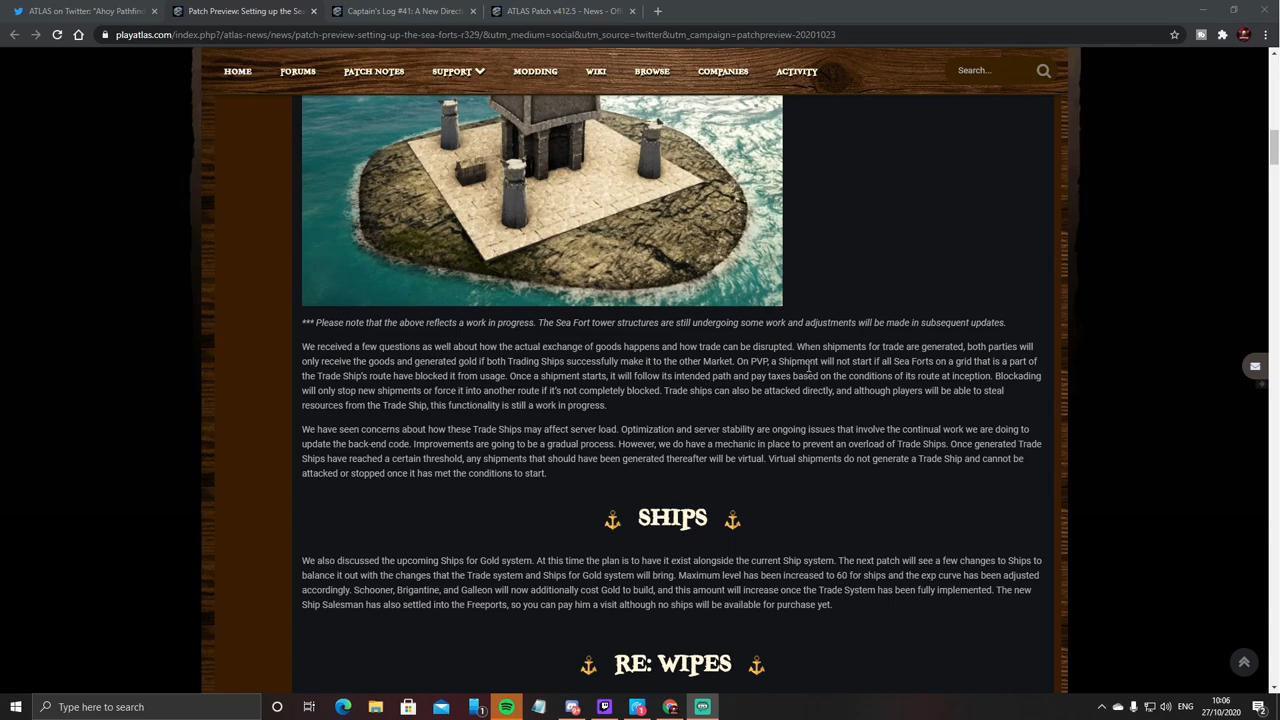 ATLAS on Twitter: "Ahoy Pathfin
Patch Preview: Setting Up the Se
Captain's Log #41: A New Directi
ATLAS Patch v412.5 - Official ATL
playatlas.com/atlas-news/news/patch-preview-setting-up-the-sea-forts-r329/&utm_medium=social&utm_source=twitter&utm_campaign=patchpreview-20201023
HOME FORUMS PATCH NOTES SUPPORT MODDING WIKI BROWSE COMPANIES ACTIVITY Search...
*** Please note that the above reflects a work in progress. The Sea Fort tower structures are still undergoing some work and adjustments will be made in subsequent updates.
We received a few questions as well about how the actual exchange of goods happens and how trade can be disrupted. When shipments for trade are generated, both parties will
only receive the goods and generated gold if both Trading Ships successfully make it to the other Market. On PVP, a Shipment will not start if all Sea Forts on a grid that is a part of
the Trade Ship's route have blocked it from usage. Once a shipment starts, it will follow its intended path and pay taxes based on the conditions of its route at inception. Blockading
will only stop new shipments or force it into another route if it's not completely blocked. Trade ships can also be attacked directly, and although players will be able to steal
resources from the Trade Ship, this functionality is still a work in progress.
We have seen concerns about how these Trade Ships may affect server load. Optimization and server stability are ongoing issues that involve the continual work we are doing to
update the back-end code. Improvements are going to be a gradual process. However, we do have a mechanic in place to prevent an overload of Trade Ships. Once generated Trade
Ships have reached a certain threshold, any shipments that should have been generated thereafter will be virtual. Virtual shipments do not generate a Trade Ship and cannot be
attacked or stopped once it has met the conditions to start.
SHIPS
We also discussed the upcoming Ships for Gold system. At this time the plan is to have it exist alongside the current Ship system. The next patch will see a few changes to Ships to
balance it out with the changes that the Trade system and Ships for Gold system will bring. Maximum level has been increased to 60 for ships and the exp curve has been adjusted
accordingly. Schooner, Brigantine, and Galleon will now additionally cost Gold to build, and this amount will increase once the Trade System has been fully implemented. The new
Ship Salesman has also settled into the Freeports, so you can pay him a visit although no ships will be available for purchase yet.
RE: WIPES
Type here to search
ENG
10:06
27/10/2020